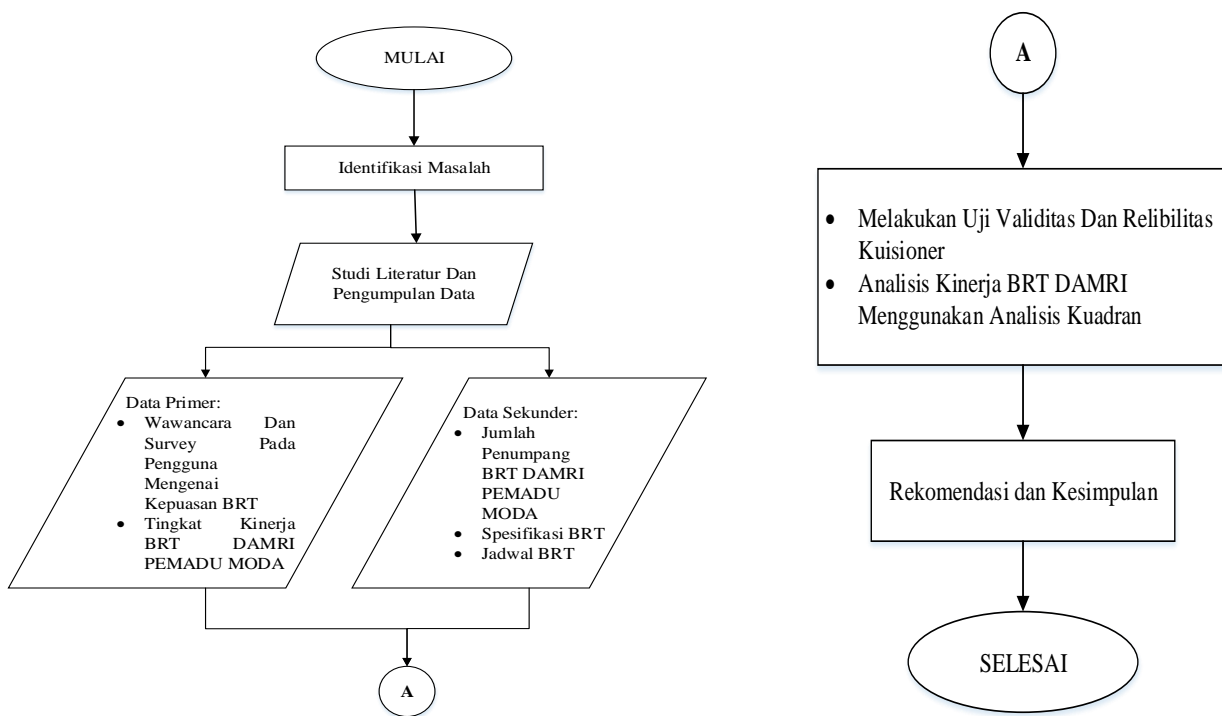 MULAI
Identifikasi Masalah
Studi Literatur Dan
Pengumpulan Data
Data Primer:
• Wawancara Dan
Survey Pada
Pengguna
Mengenai
Kepuasan BRT
• Tingkat Kinerja
BRT DAMRI
PEMADU MODA
Data Sekunder:
• Jumlah
Penumpang
BRT DAMRI
PEMADU
MODA
• Spesifikasi BRT
• Jadwal BRT
A
A
• Melakukan Uji Validitas Dan Relibilitas
Kuisioner
• Analisis Kinerja BRT DAMRI
Menggunakan Analisis Kuadran
Rekomendasi dan Kesimpulan
SELESAI